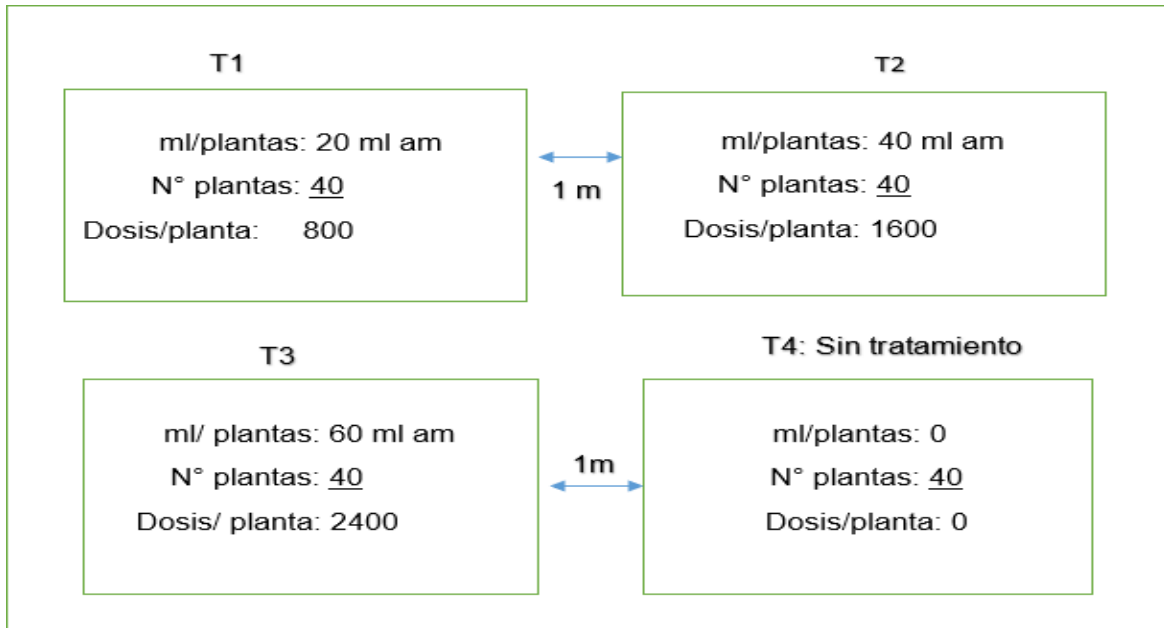 T1
ml/plantas: 20 ml am
N° plantas: 40
Dosis/planta: 800
1 m
T2
ml/plantas: 40 ml am
N° plantas: 40
Dosis/planta: 1600
T3
ml/ plantas: 60 ml am
N° plantas: 40
Dosis/ planta: 2400
1m
T4: Sin tratamiento
ml/plantas: 0
N° plantas: 40
Dosis/planta: 0